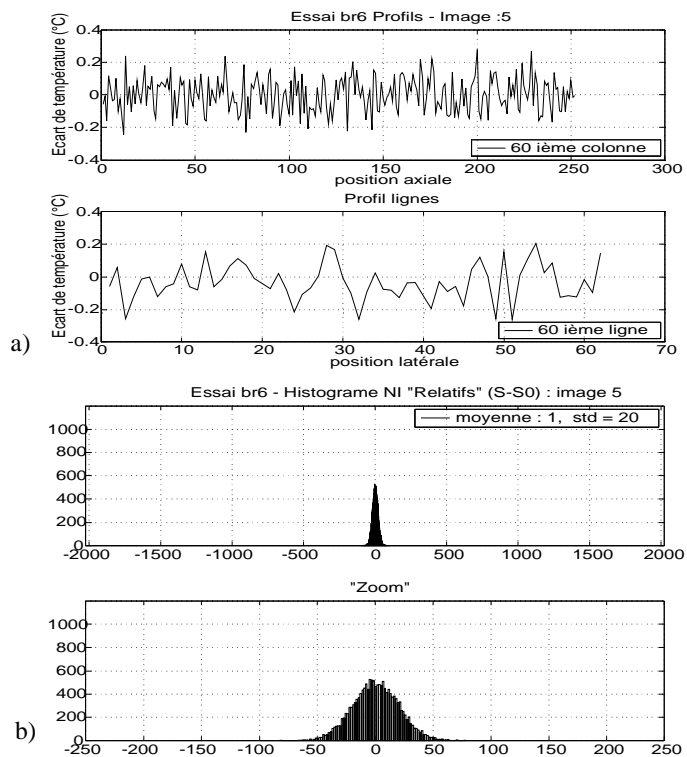 Essai br6 Profils - Image :5
Ecart de température (°C)
0.4
0.2
0
-0.2
-0.4
0 50 100 150 200 250 300
60 ième colonne
position axiale
Profil lignes
Ecart de température (°C)
0.4
0.2
0
-0.2
-0.4
0 10 20 30 40 50 60 70
60 ième ligne
position latérale
a)
Essai br6 - Histograme NI "Relatifs" (S-S0) : image 5
moyenne : 1, std = 20
1000
800
600
400
200
0
-2000 -1500 -1000 -500 0 500 1000 1500 2000
"Zoom"
1000
800
600
400
200
0
-250 -200 -150 -100 -50 0 50 100 150 200 250
b)